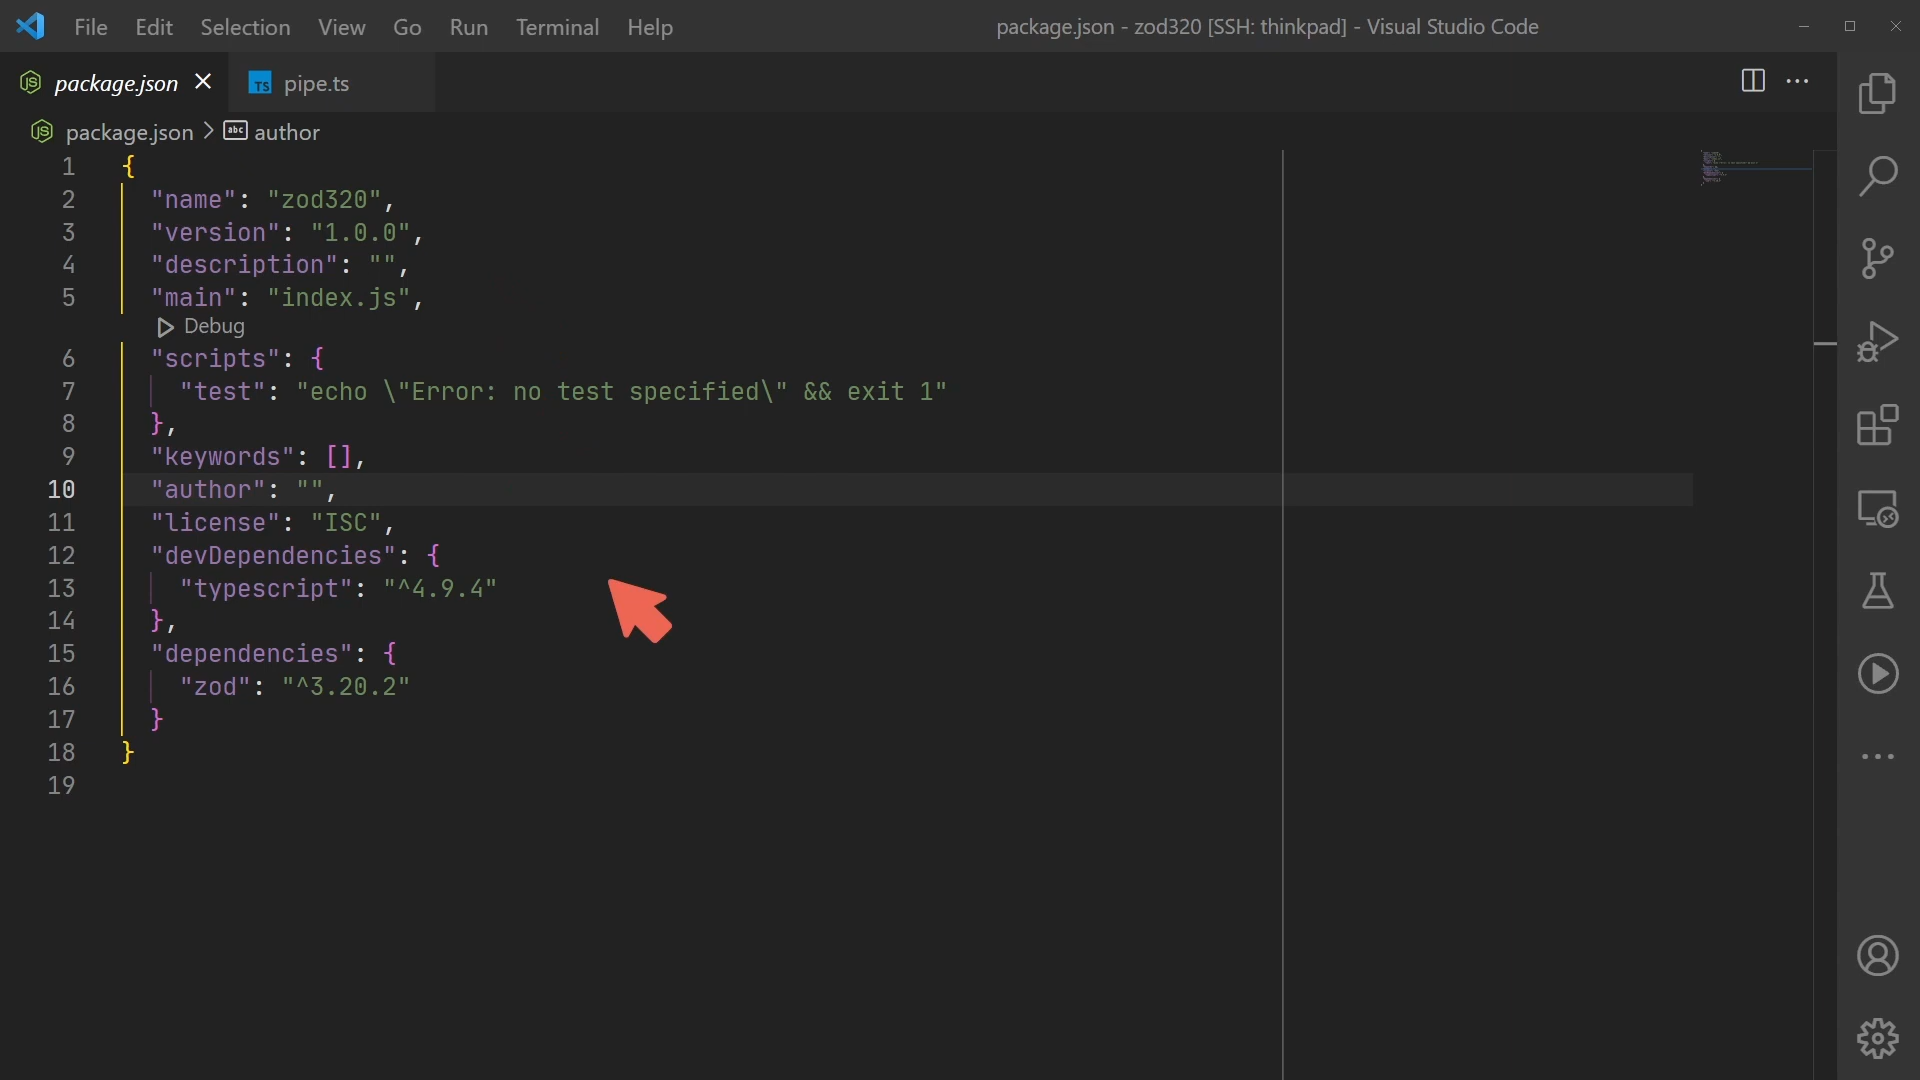 File Edit Selection View Go Run Terminal Help package.json - zod320 [SSH: thinkpad] - Visual Studio Code
package.json pipe.ts
package.json > author
1 {
2 "name": "zod320",
3 "version": "1.0.0",
4 "description": "",
5 "main": "index.js",
Debug
6 "scripts": {
7 "test": "echo \"Error: no test specified\" && exit 1"
8 },
9 "keywords": [],
10 "author": "",
11 "license": "ISC",
12 "devDependencies": {
13 "typescript": "^4.9.4"
14 },
15 "dependencies": {
16 "zod": "^3.20.2"
17 }
18 }
19